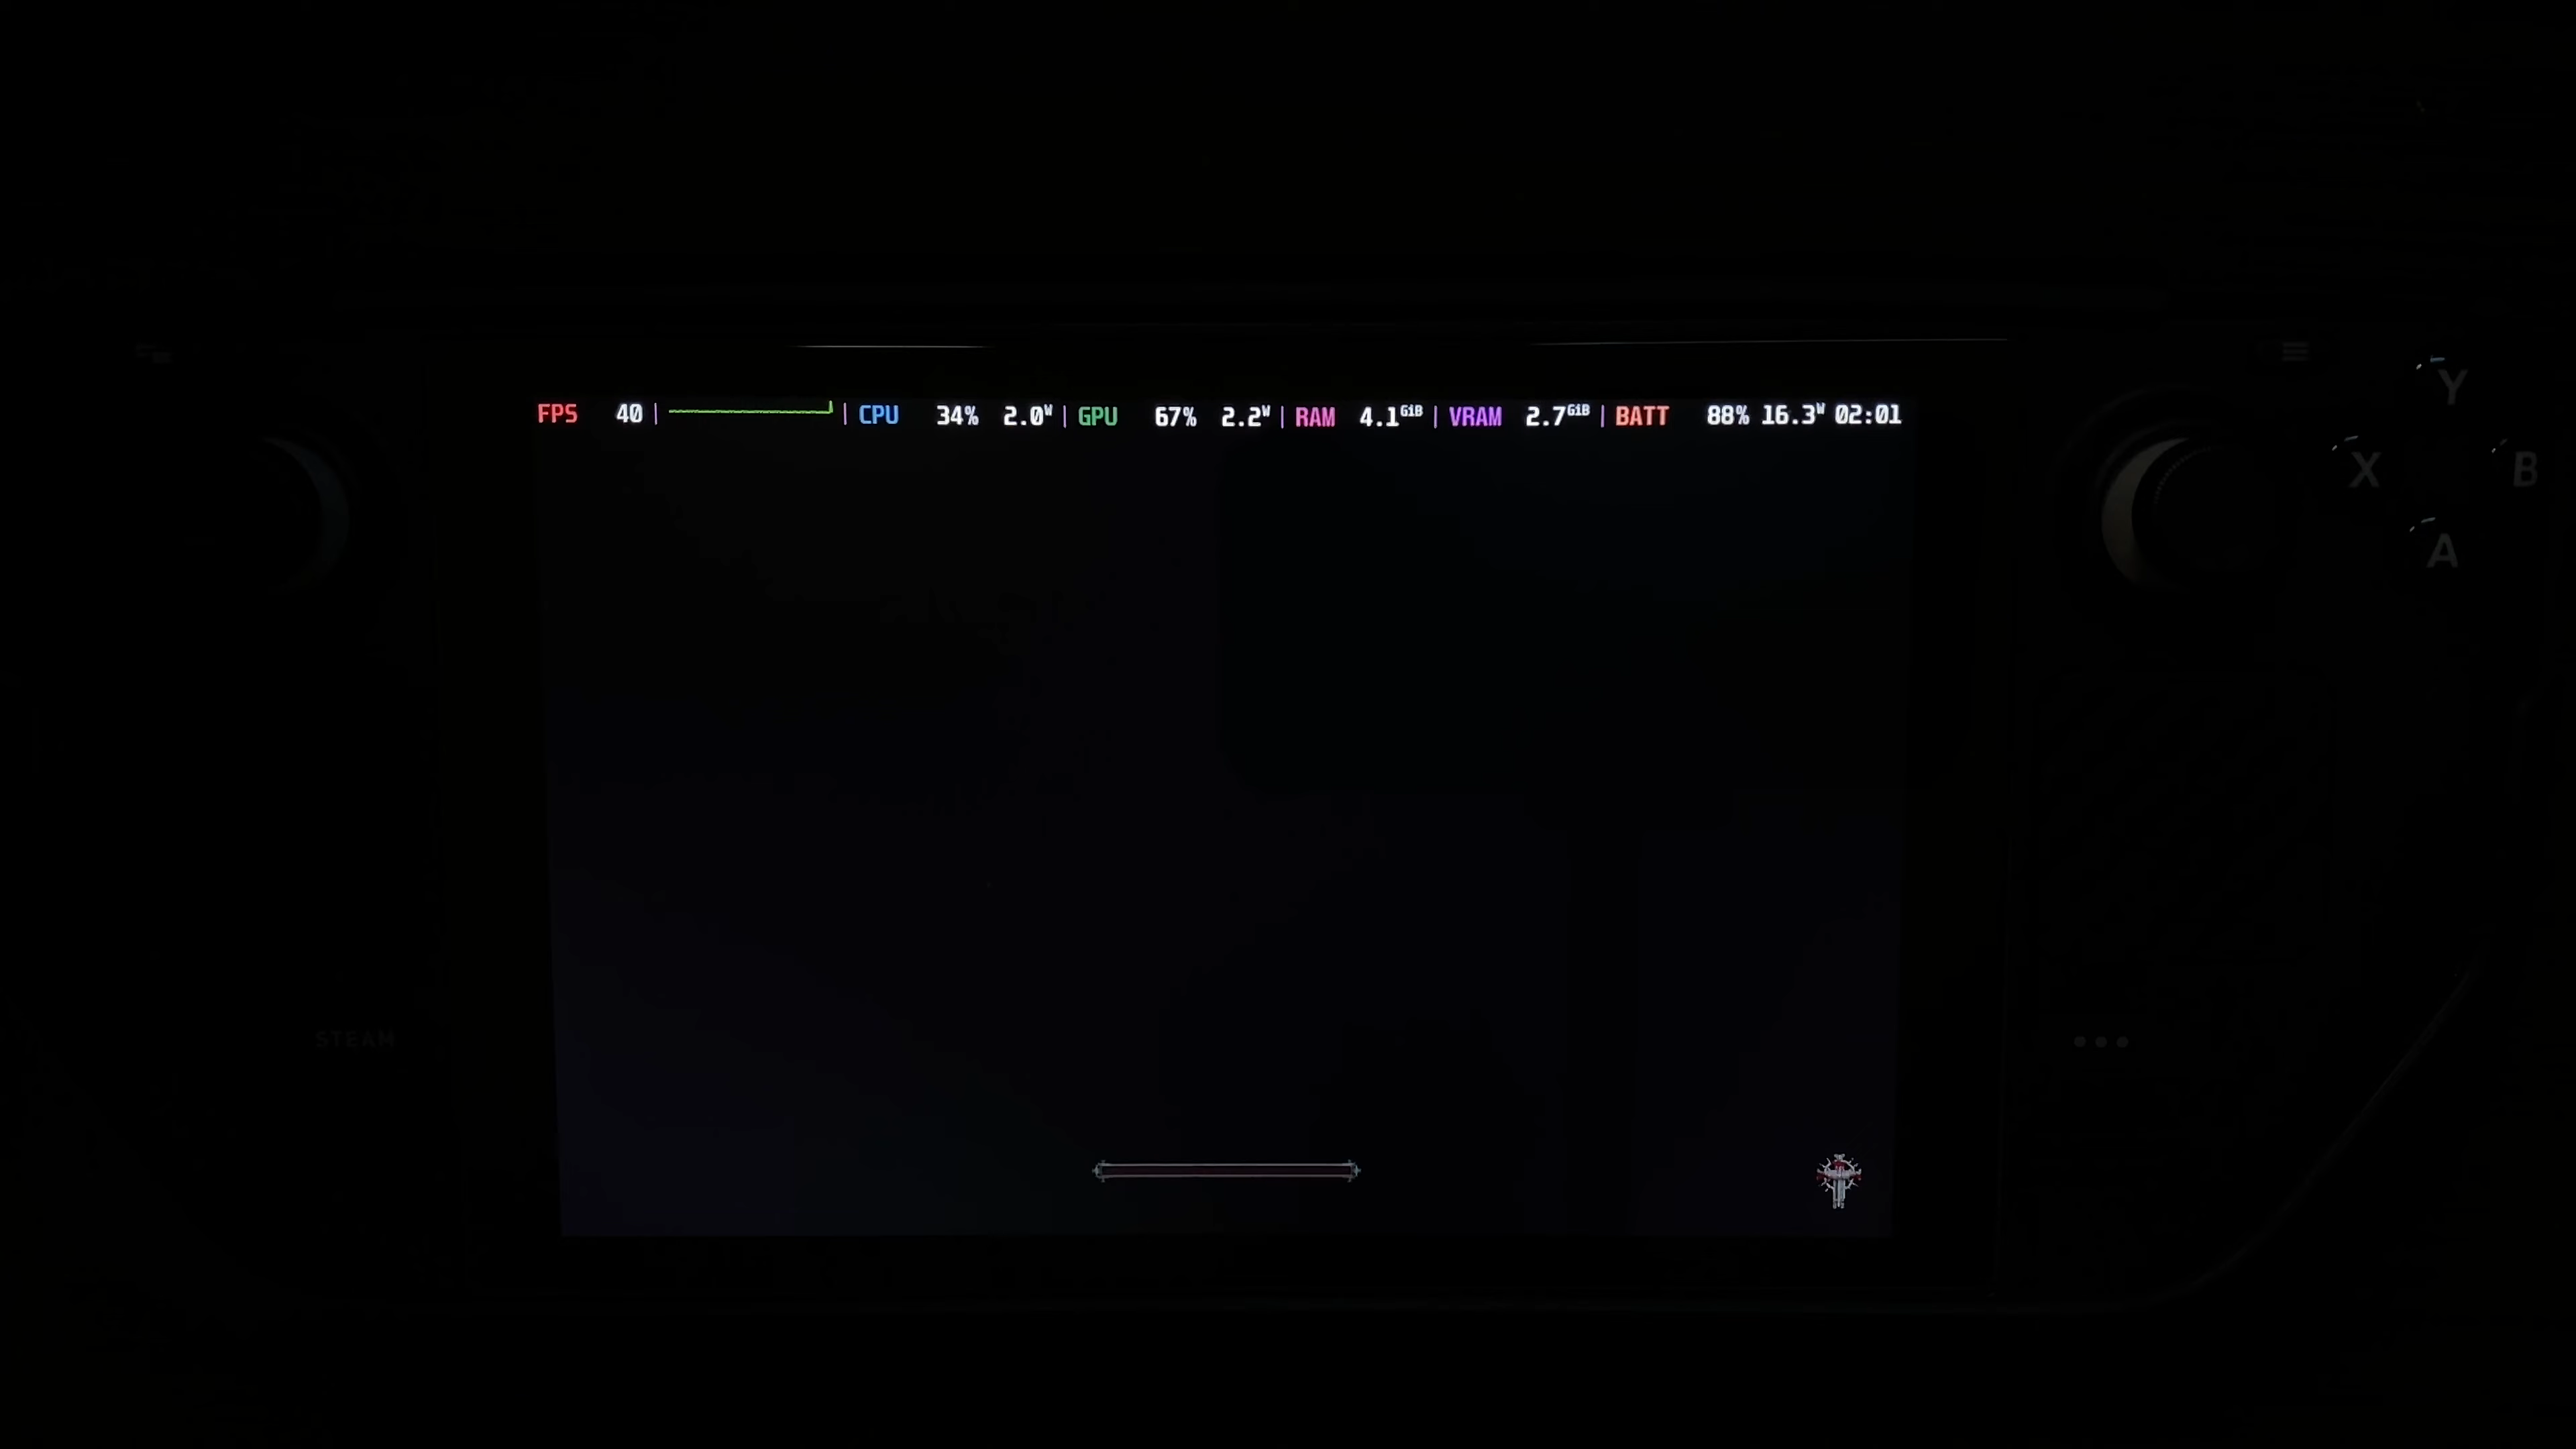 Y
FPS 40 | | CPU 34% 2.0W | GPU 67% 2.2W | RAM 4.1GiB | VRAM 2.7GiB | BATT 88% 16.3W 02:01
X B
A
STEAM